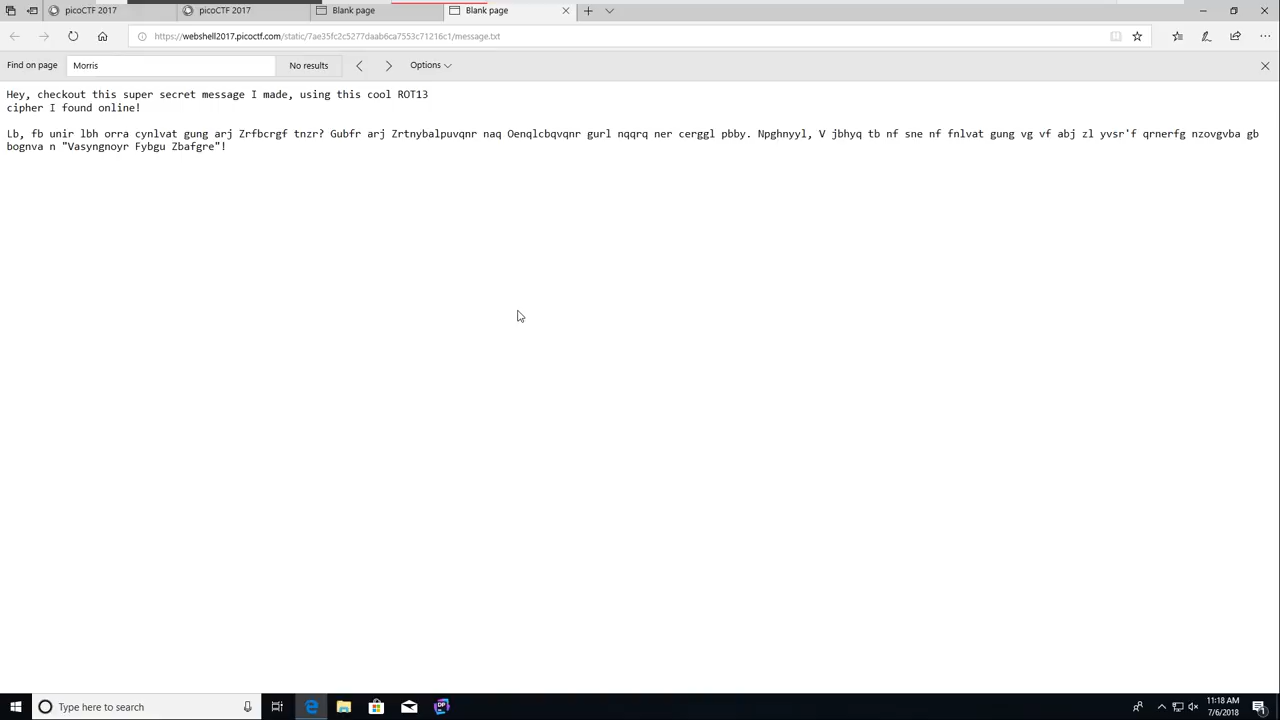 picoCTF 2017
picoCTF 2017
Blank page
Blank page
https://webshell2017.picoctf.com/static/7ae35fc2c5277daab6ca7553c71216c1/message.txt
Find on page
Morris
No results
Options
Hey, checkout this super secret message I made, using this cool ROT13
cipher I found online!
Lb, fb unir lbh orra cynlvat gung arj Zrfbcrgf tnzr? Gubfr arj Zrtnybalpuvqnr naq Oenqlcbqvqnr gurl nqqrq ner cerggl pbby. Npghnyyl, V jbhyq tb nf sne nf fnlvat gung vg vf abj zl yvsr'f qrnerfg nzovgvba gb
bognva n "Vasyngnoyr Fybgu Zbafgre"!
Type here to search
DP
11:18 AM
7/6/2018
1